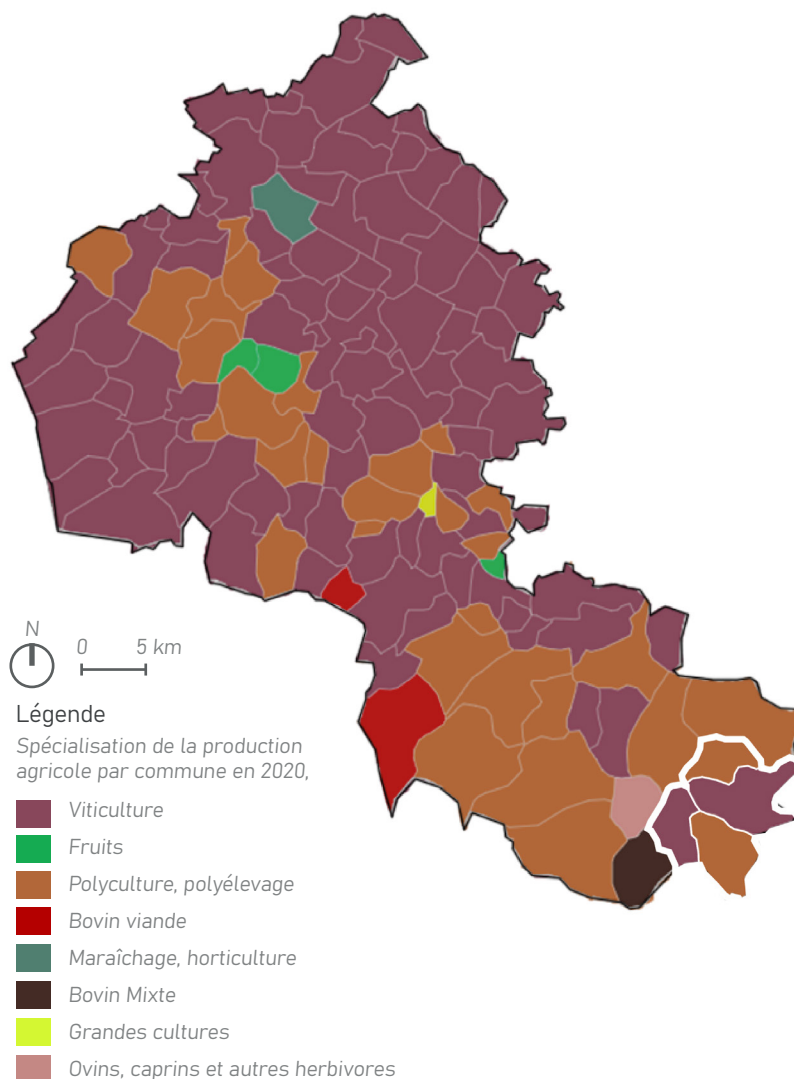 N
0 5 km
Légende
Spécialisation de la production
agricole par commune en 2020,
Viticulture
Fruits
Polyculture, polyélevage
Bovin viande
Maraîchage, horticulture
Bovin Mixte
Grandes cultures
Ovins, caprins et autres herbivores